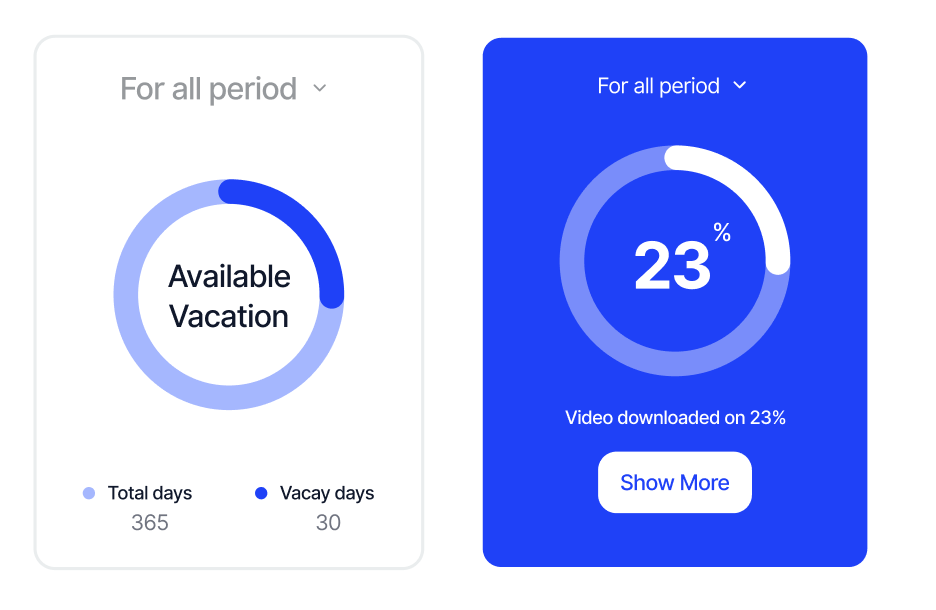 For all period
Available
Vacation
Total days
365
Vacay days
30
For all period
23%
Video downloaded on 23%
Show More